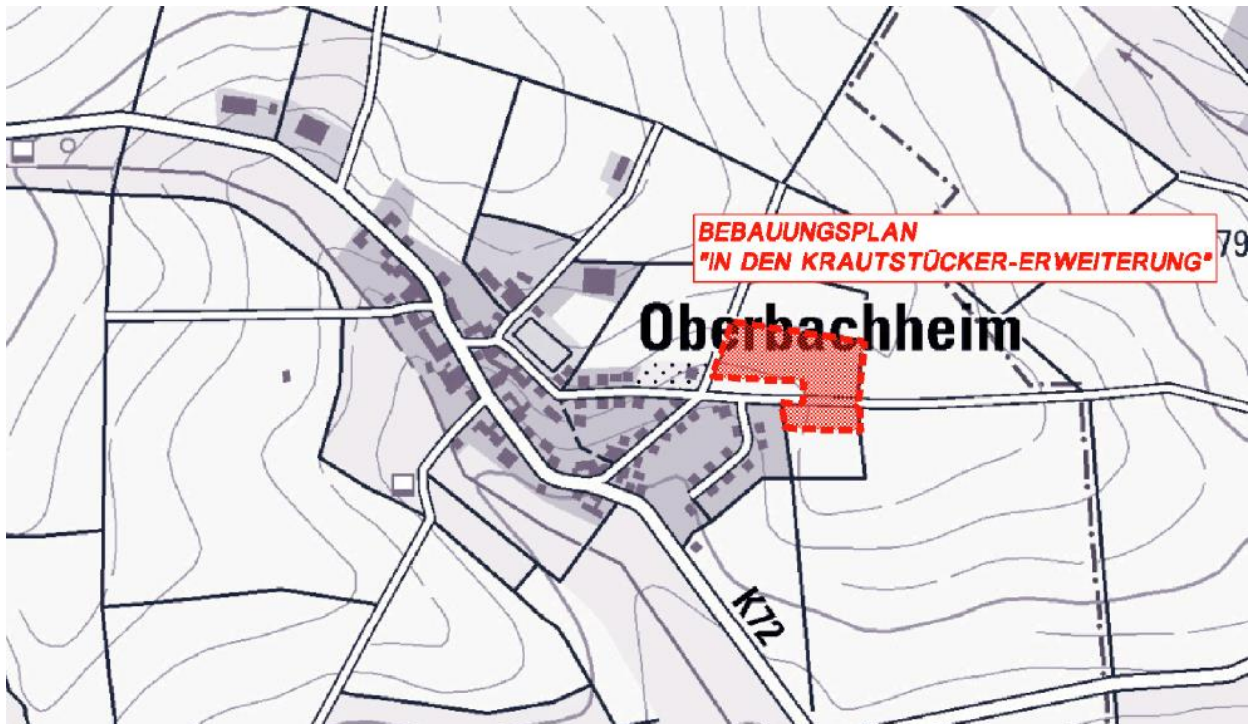 BEBAUUNGSPLAN
"IN DEN KRAUTSTÜCKER-ERWEITERUNG"
79
Oberbachheim
K72